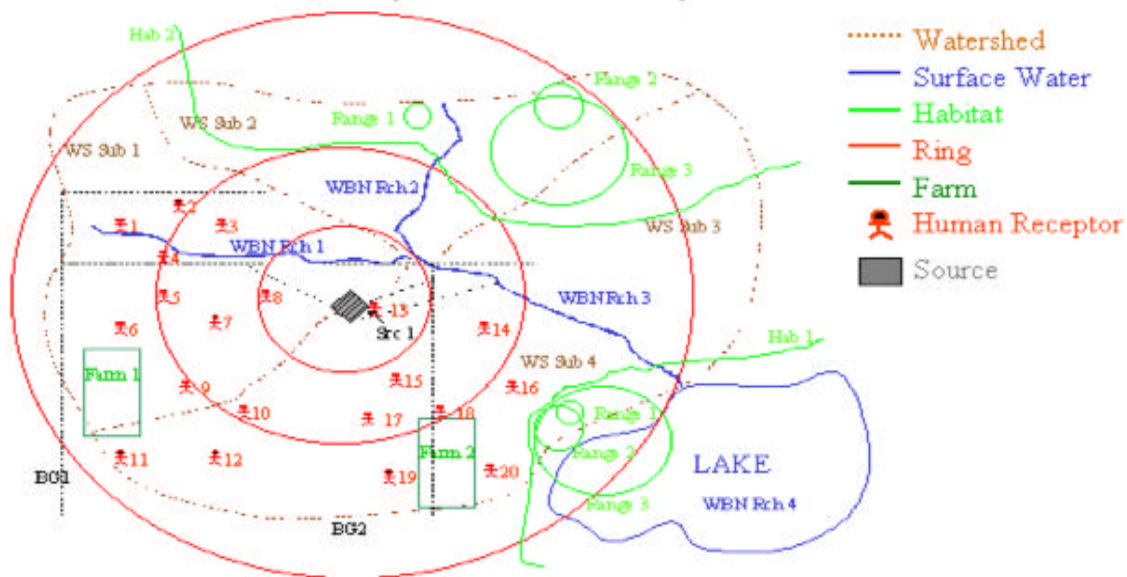 Hab 2
Range 2
WS Sub 2
Range 1
WS Sub 1
Range 3
WBN Rch 2
2
1
3
WS Sub 3
WBN Rch 1
4
5
8
13
WBN Rch 3
6
7
Src 1
14
Hab 1
Farm 1
WS Sub 4
15
9
16
10
17
18
Range 1
11
12
Farm 2
Range 2
LAKE
BG1
19
20
Range 3
WBN Rch 4
BG2
Watershed
Surface Water
Habitat
Ring
Farm
Human Receptor
Source